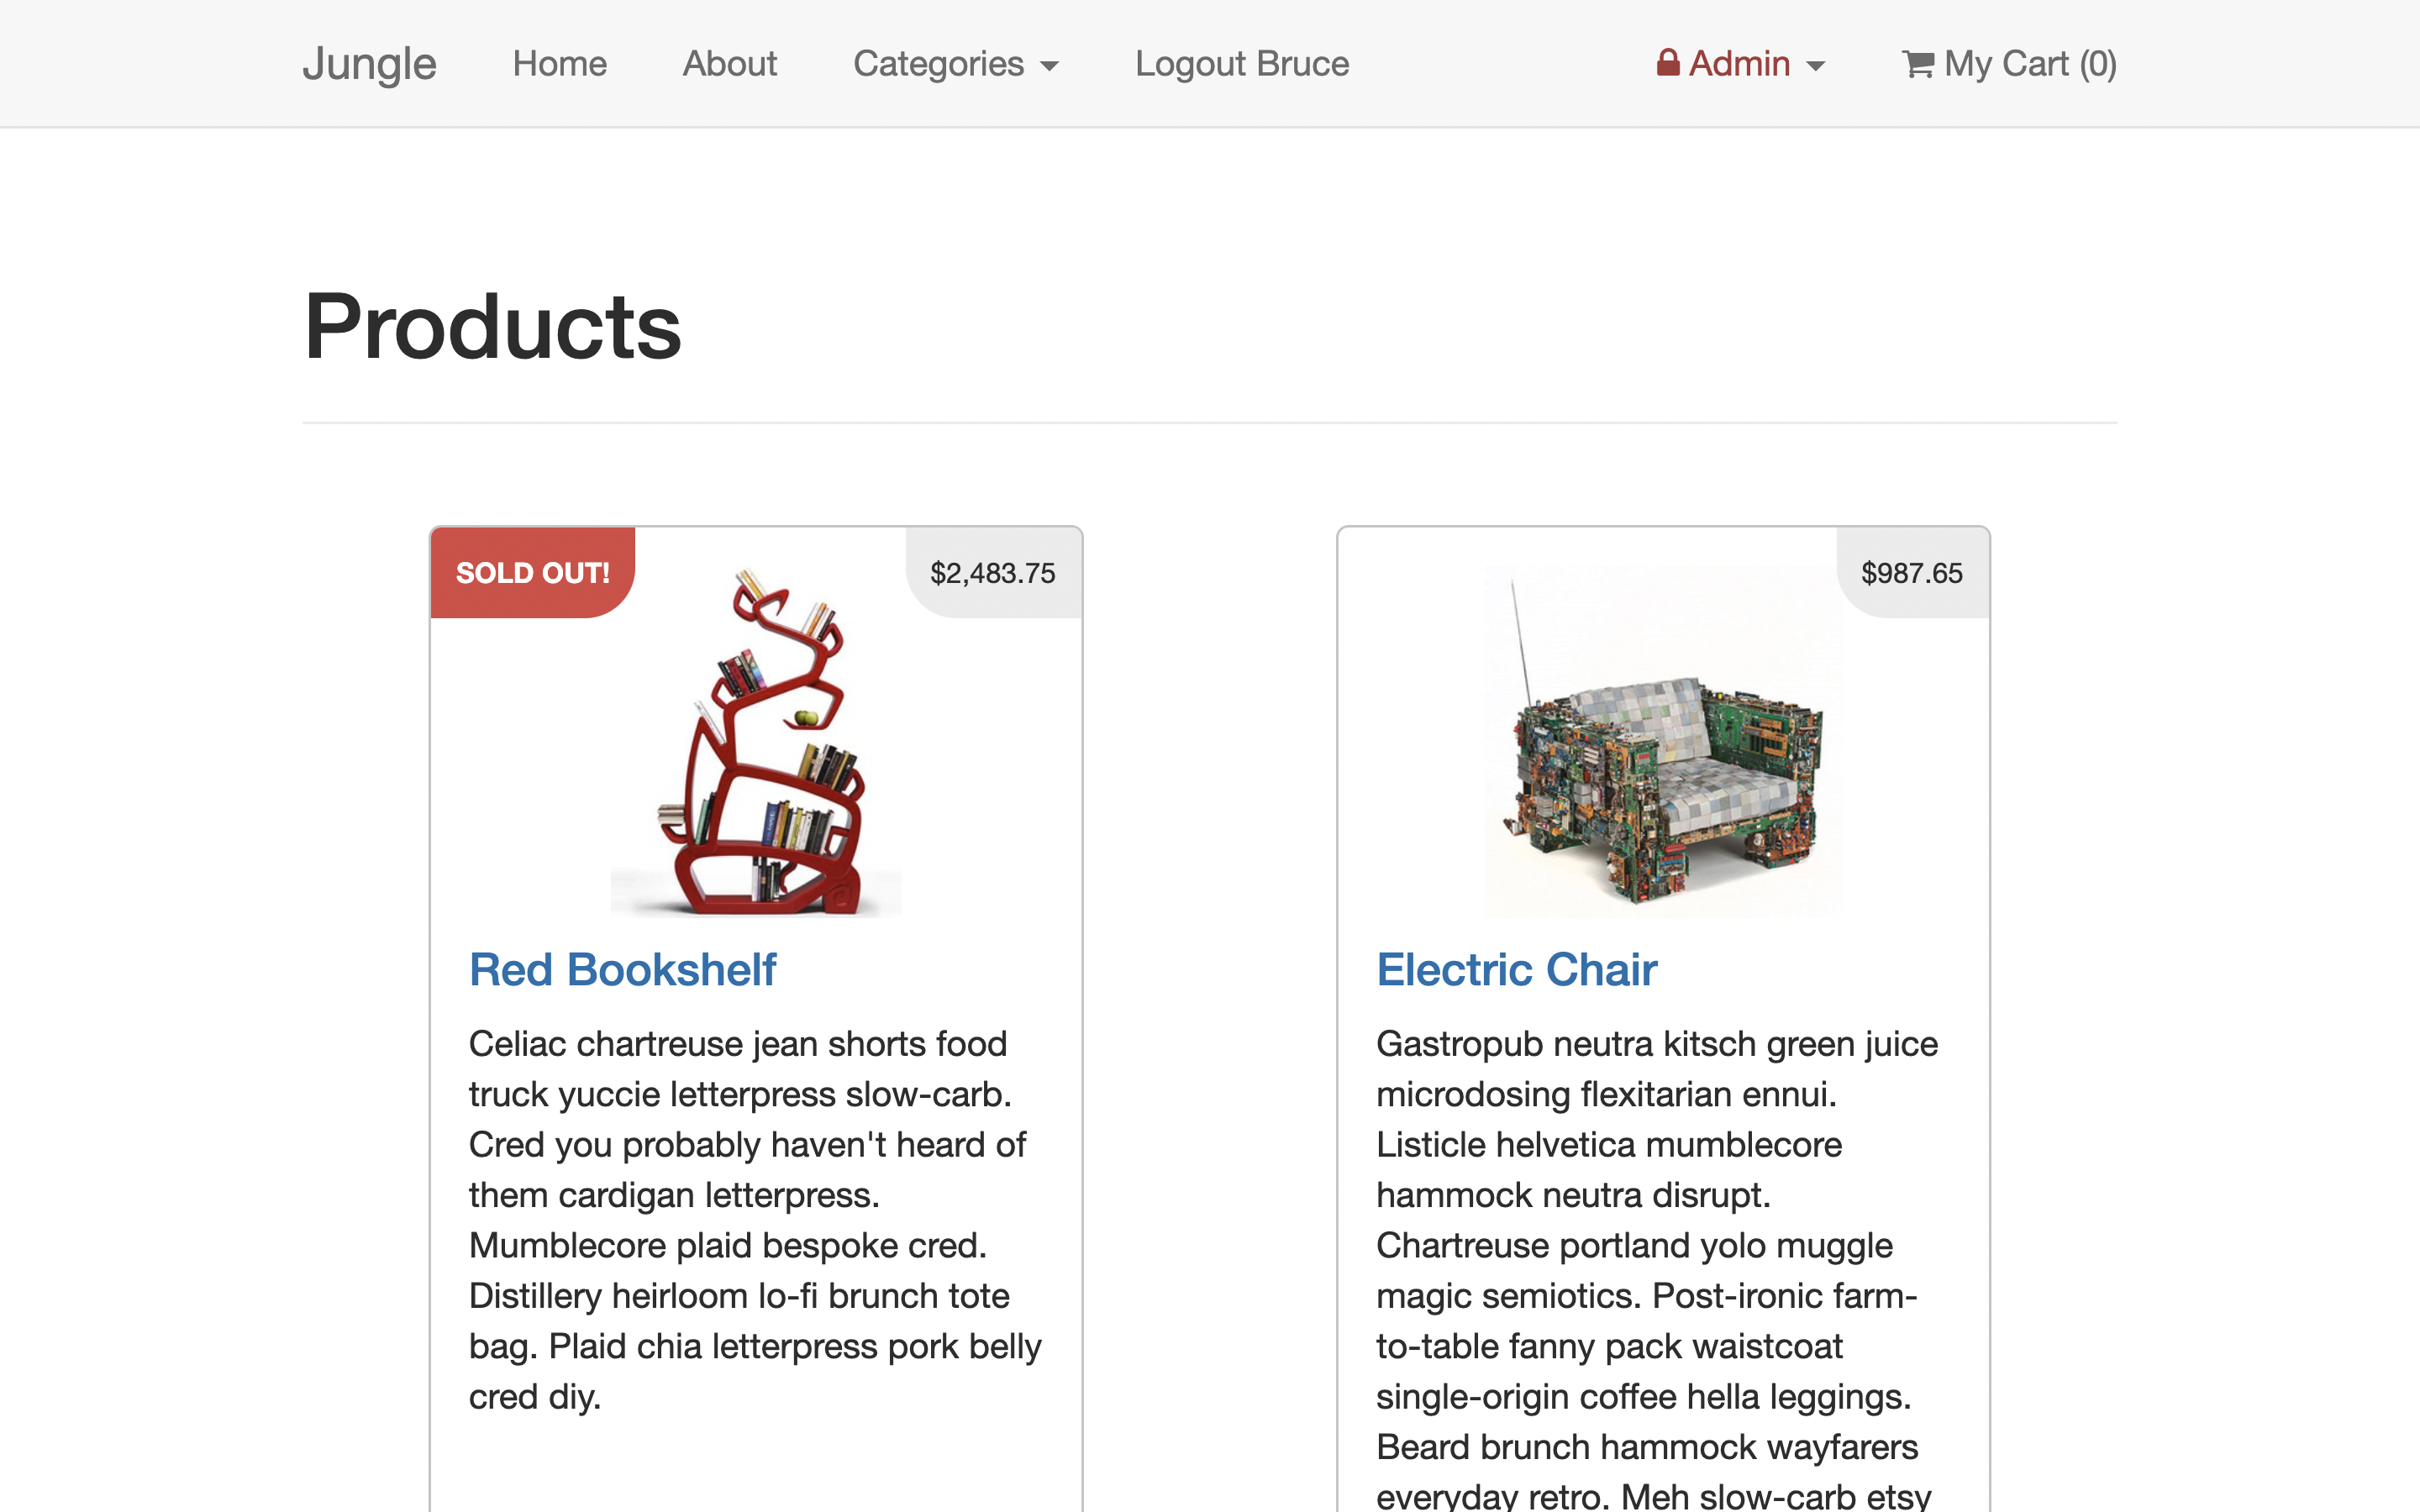 Jungle Home About Categories Logout Bruce Admin My Cart (0)
Products
SOLD OUT! $2,483.75
Red Bookshelf
Celiac chartreuse jean shorts food
truck yuccie letterpress slow-carb.
Cred you probably haven't heard of
them cardigan letterpress.
Mumblecore plaid bespoke cred.
Distillery heirloom lo-fi brunch tote
bag. Plaid chia letterpress pork belly
cred diy.
$987.65
Electric Chair
Gastropub neutra kitsch green juice
microdosing flexitarian ennui.
Listicle helvetica mumblecore
hammock neutra disrupt.
Chartreuse portland yolo muggle
magic semiotics. Post-ironic farm-
to-table fanny pack waistcoat
single-origin coffee hella leggings.
Beard brunch hammock wayfarers
everyday retro. Meh slow-carb etsy